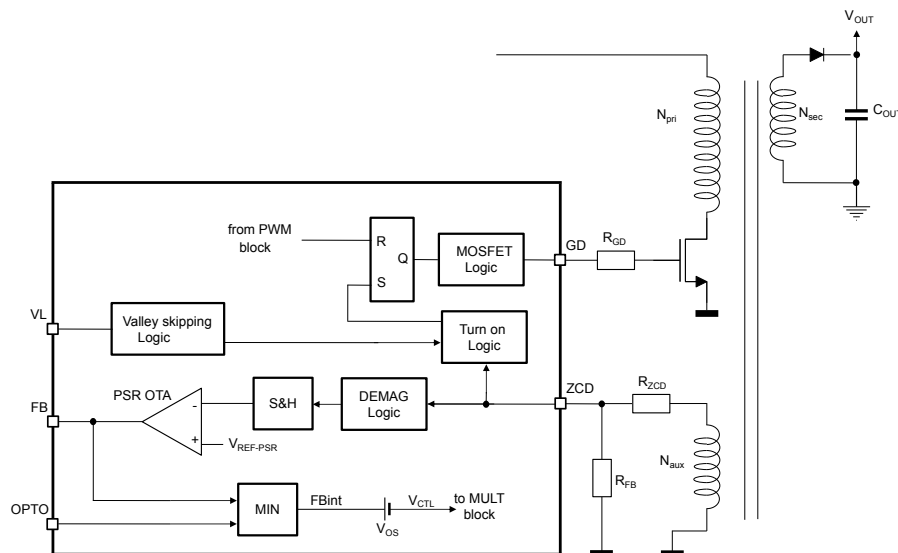 VOUT
Npri
Nsec
COUT
from PWM
block
R
Q
S
MOSFET
Logic
GD
RGD
VL
Valley skipping
Logic
Turn on
Logic
FB
PSR OTA
-
+
VREF-PSR
S&H
DEMAG
Logic
ZCD
RZCD
RFB
Naux
OPTO
MIN
FBint
VOS
VCTL
to MULT
block